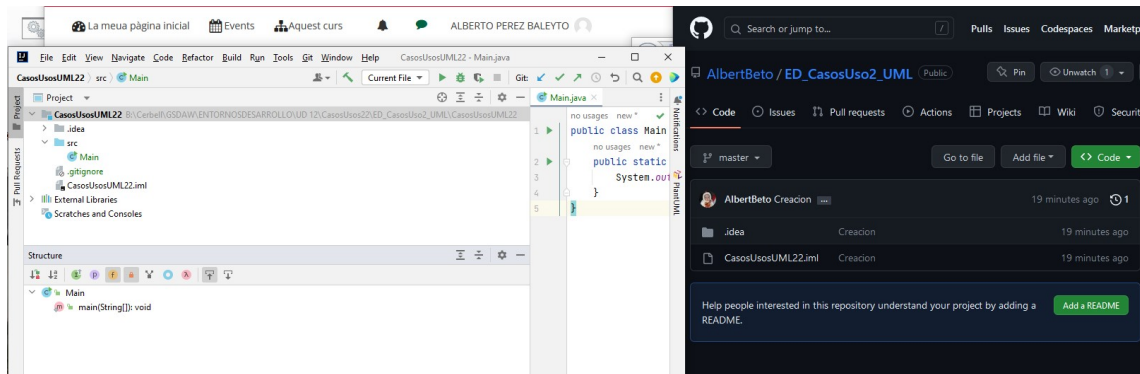 La meua pàgina inicial Events Aquest curs ALBERTO PEREZ BALEYTO
File Edit View Navigate Code Refactor Build Run Tools Git Window Help CasosUsosUML22 - Main.java
CasosUsosUML22 src Main Current File Git:
Project
CasosUsosUML22 B:\Cerbell\GSDAW\ENTORNOSDESARROLLO\UD 12\CasosUsos22\ED_CasosUso2_UML\CasosUsosUML22
.idea
src
Main
.gitignore
CasosUsosUML22.iml
External Libraries
Scratches and Consoles
Project
Pull Requests
Structure
Main
main(String[]): void
Main.java
no usages new *
1 public class Main
no usages new *
2 public static
3 System.out
4 }
5 }
Notifications
PlantUML
Search or jump to... / Pulls Issues Codespaces Marketp
AlbertBeto / ED_CasosUso2_UML Public Pin Unwatch 1
Code Issues Pull requests Actions Projects Wiki Securit
master Go to file Add file Code
AlbertBeto Creacion ... 19 minutes ago 1
.idea Creacion 19 minutes ago
CasosUsosUML22.iml Creacion 19 minutes ago
Help people interested in this repository understand your project by adding a
README.
Add a README